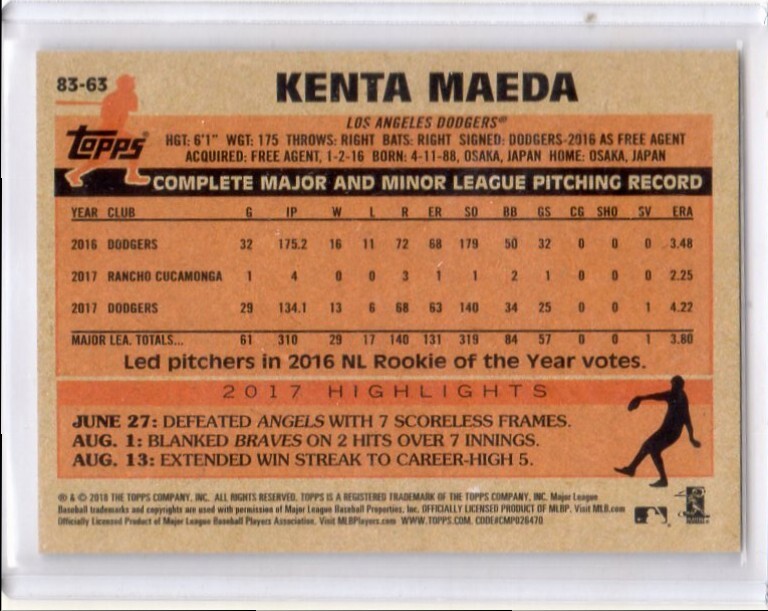 83-63
KENTA MAEDA
LOS ANGELES DODGERS®
Topps®
HGT: 6'1" WGT: 175 THROWS: RIGHT BATS: RIGHT SIGNED: DODGERS-2016 AS FREE AGENT
ACQUIRED: FREE AGENT, 1-2-16 BORN: 4-11-88, OSAKA, JAPAN HOME: OSAKA, JAPAN
COMPLETE MAJOR AND MINOR LEAGUE PITCHING RECORD
YEAR CLUB G IP W L R ER SO BB GS CG SHO SV ERA
2016 DODGERS 32 175.2 16 11 72 68 179 50 32 0 0 0 3.48
2017 RANCHO CUCAMONGA 1 4 0 0 3 1 1 2 1 0 0 0 2.25
2017 DODGERS 29 134.1 13 6 68 63 140 34 25 0 0 1 4.22
MAJOR LEA. TOTALS... 61 310 29 17 140 131 319 84 57 0 0 1 3.80
Led pitchers in 2016 NL Rookie of the Year votes.
2017 HIGHLIGHTS
JUNE 27: DEFEATED ANGELS WITH 7 SCORELESS FRAMES.
AUG. 1: BLANKED BRAVES ON 2 HITS OVER 7 INNINGS.
AUG. 13: EXTENDED WIN STREAK TO CAREER-HIGH 5.
® & © 2018 THE TOPPS COMPANY, INC. ALL RIGHTS RESERVED. TOPPS IS A REGISTERED TRADEMARK OF THE TOPPS COMPANY, INC. Major League
Baseball trademarks and copyrights are used with permission of Major League Baseball Properties, Inc. OFFICIALLY LICENSED PRODUCT OF MLBP. Visit MLB.com
Officially Licensed Product of Major League Baseball Players Association. Visit MLBPlayers.com WWW.TOPPS.COM. CODE#CMP026470